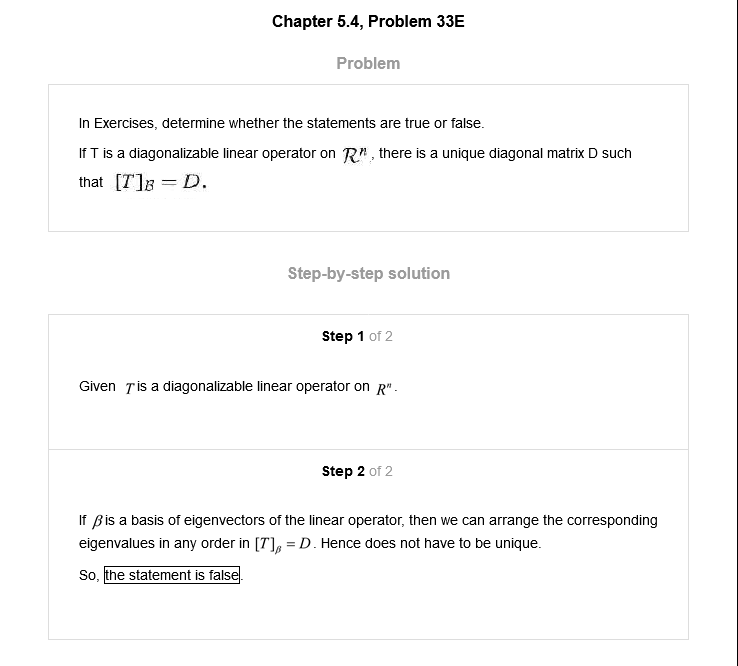 Chapter 5.4, Problem 33E
Problem
In Exercises, determine whether the statements are true or false.
If T is a diagonalizable linear operator on 𝓡ⁿ, there is a unique diagonal matrix D such
that [T]_𝓑 = D.
Step-by-step solution
Step 1 of 2
Given T is a diagonalizable linear operator on Rⁿ.
Step 2 of 2
If β is a basis of eigenvectors of the linear operator, then we can arrange the corresponding
eigenvalues in any order in [T]_β = D. Hence does not have to be unique.
So, the statement is false.